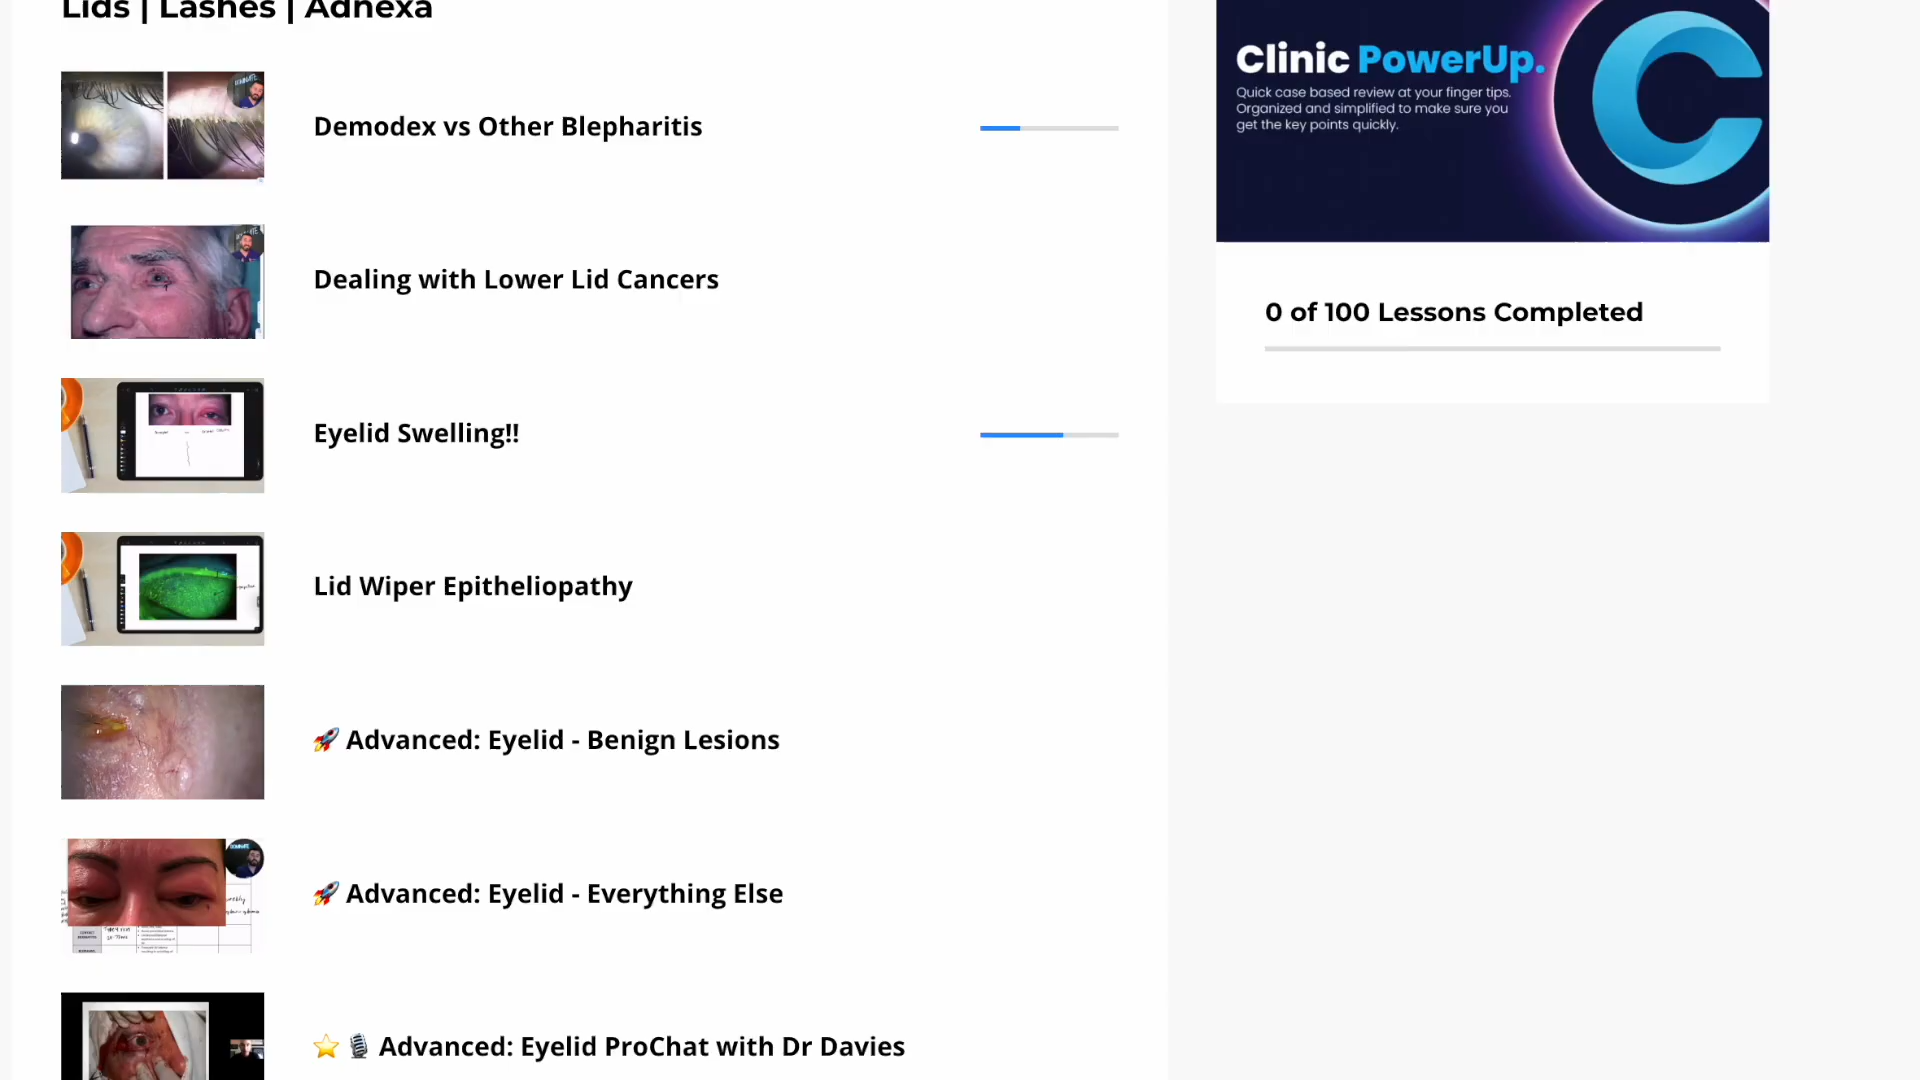 Lids | Lashes | Adnexa
Demodex vs Other Blepharitis
Dealing with Lower Lid Cancers
Eyelid Swelling!!
Lid Wiper Epitheliopathy
🚀 Advanced: Eyelid - Benign Lesions
🚀 Advanced: Eyelid - Everything Else
⭐ 🎙️ Advanced: Eyelid ProChat with Dr Davies
Clinic PowerUp.
Quick case based review at your finger tips.
Organized and simplified to make sure you
get the key points quickly.
0 of 100 Lessons Completed